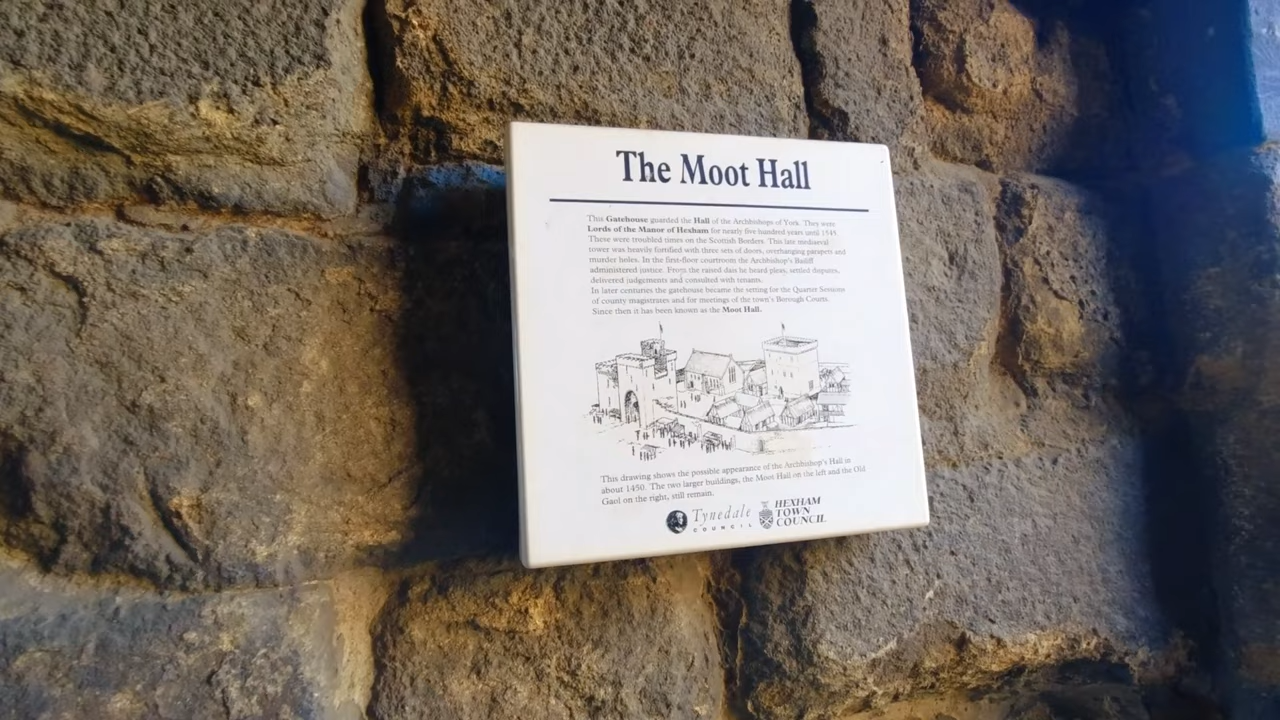 The Moot Hall
This Gatehouse guarded the Hall of the Archbishops of York. They were
Lords of the Manor of Hexham for nearly five hundred years until 1545.
These were troubled times on the Scottish Borders. This late mediaeval
tower was heavily fortified with three sets of doors, overhanging parapets and
murder holes. In the first-floor courtroom the Archbishop's Bailiff
administered justice. From the raised dais he heard pleas, settled disputes,
delivered judgements and consulted with tenants.
In later centuries the gatehouse became the setting for the Quarter Sessions
of county magistrates and for meetings of the town's Borough Courts.
Since then it has been known as the Moot Hall.
This drawing shows the possible appearance of the Archbishop's Hall in
about 1450. The two larger buildings, the Moot Hall on the left and the Old
Gaol on the right, still remain.
Tynedale
COUNCIL
HEXHAM
TOWN
COUNCIL